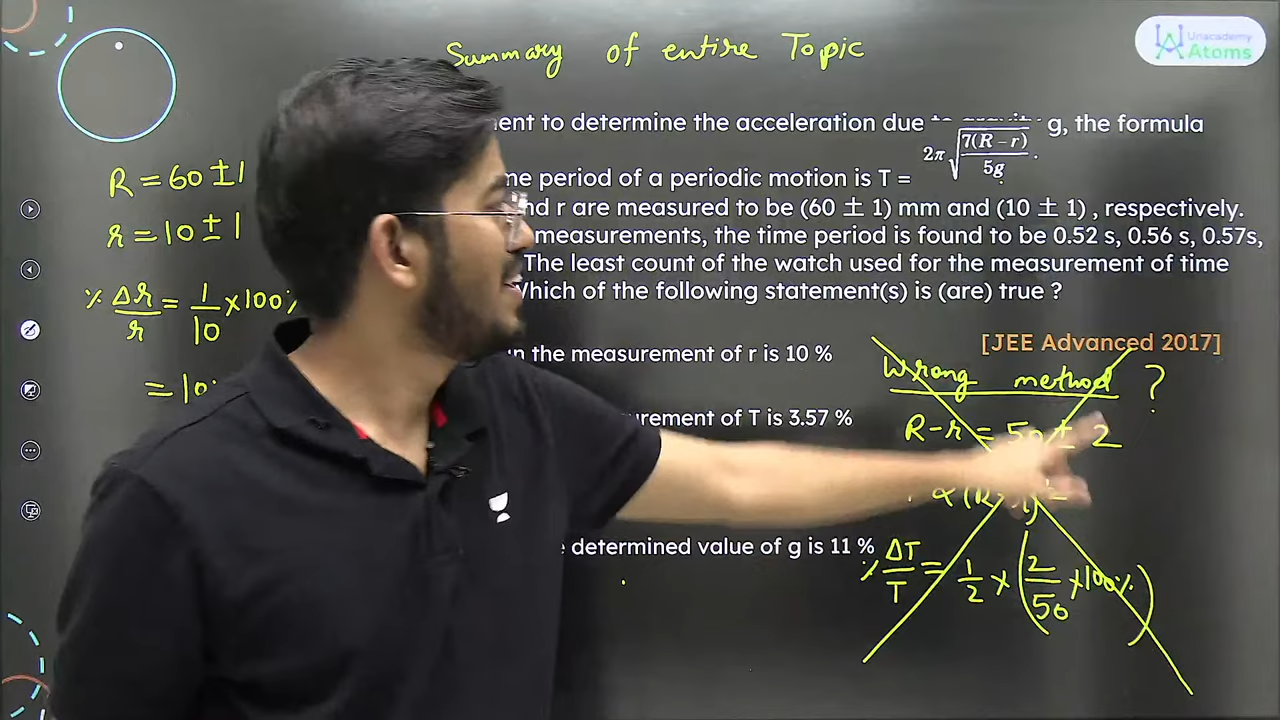 Summary of entire Topic
Unacademy
Atoms
to determine the acceleration due to gravity g, the formula
2π √7(R – r)/5g .
R = 60 ± 1
period of a periodic motion is T =
and r are measured to be (60 ± 1) mm and (10 ± 1) , respectively.
r = 10 ± 1
measurements, the time period is found to be 0.52 s, 0.56 s, 0.57s,
The least count of the watch used for the measurement of time
Which of the following statement(s) is (are) true ?
% Δr/r = 1/10 × 100%
[JEE Advanced 2017]
in the measurement of r is 10 %
Wrong method ?
= 10
of T is 3.57 %
R – r = 50 ± 2
determined value of g is 11 %
% ΔT/T = 1/2 × (2/50 × 100%)